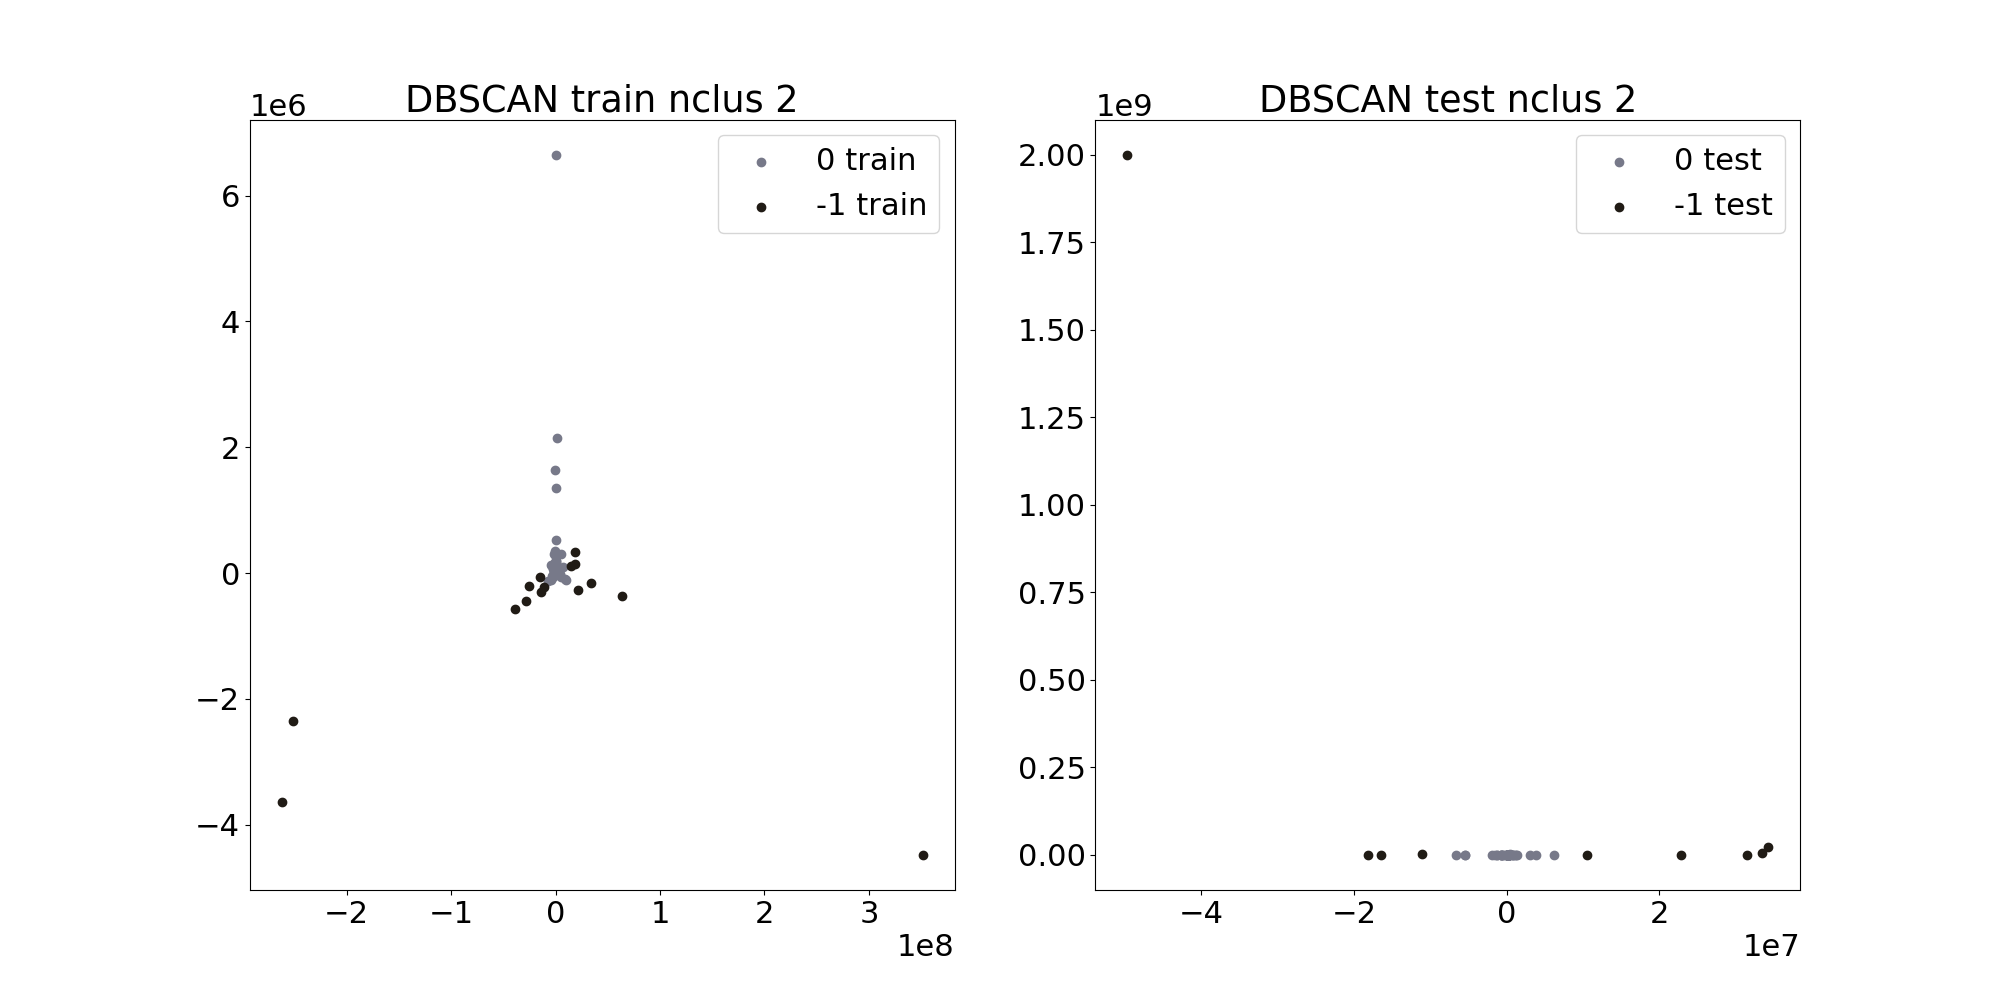 DBSCAN train nclus 2
1e6
0 train
-1 train
6
4
2
0
−2
−4
−2 −1 0 1 2 3
1e8
DBSCAN test nclus 2
1e9
0 test
-1 test
2.00
1.75
1.50
1.25
1.00
0.75
0.50
0.25
0.00
−4 −2 0 2
1e7